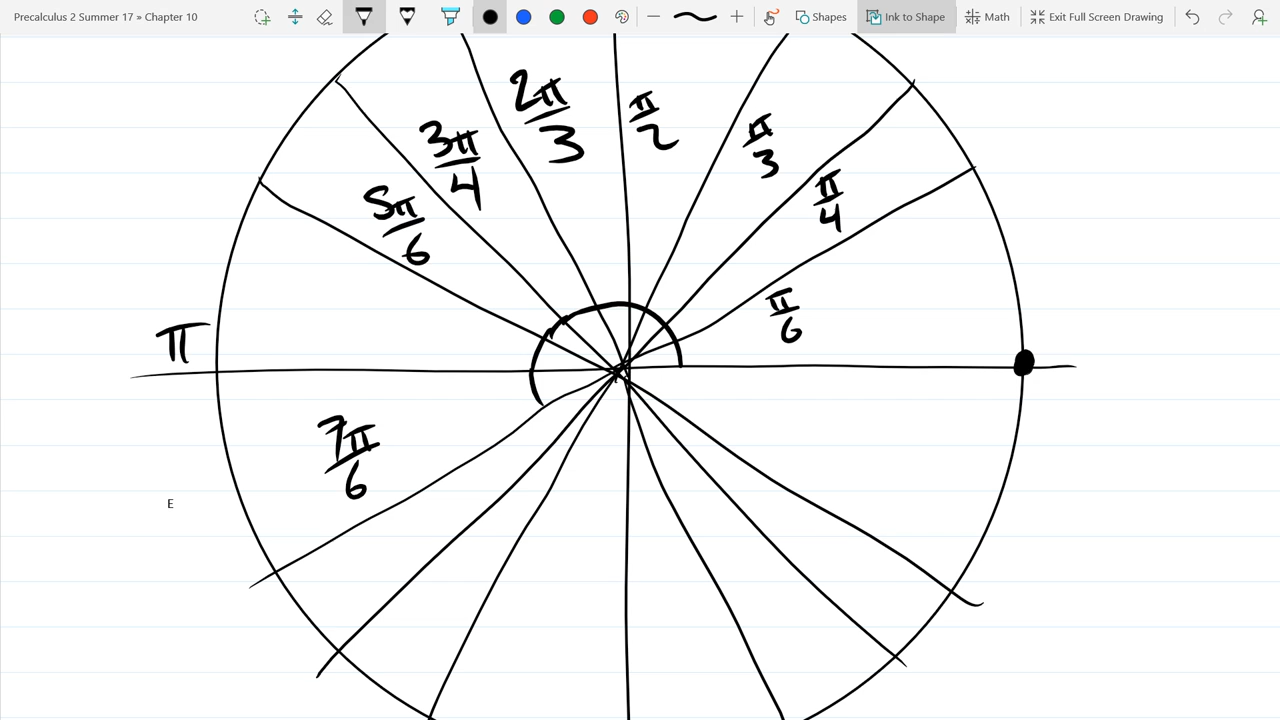 Precalculus 2 Summer 17 » Chapter 10
Shapes
Ink to Shape
Math
Exit Full Screen Drawing
2π/3
π/2
3π/4
π/3
5π/6
π/4
π/6
π
7π/6
E